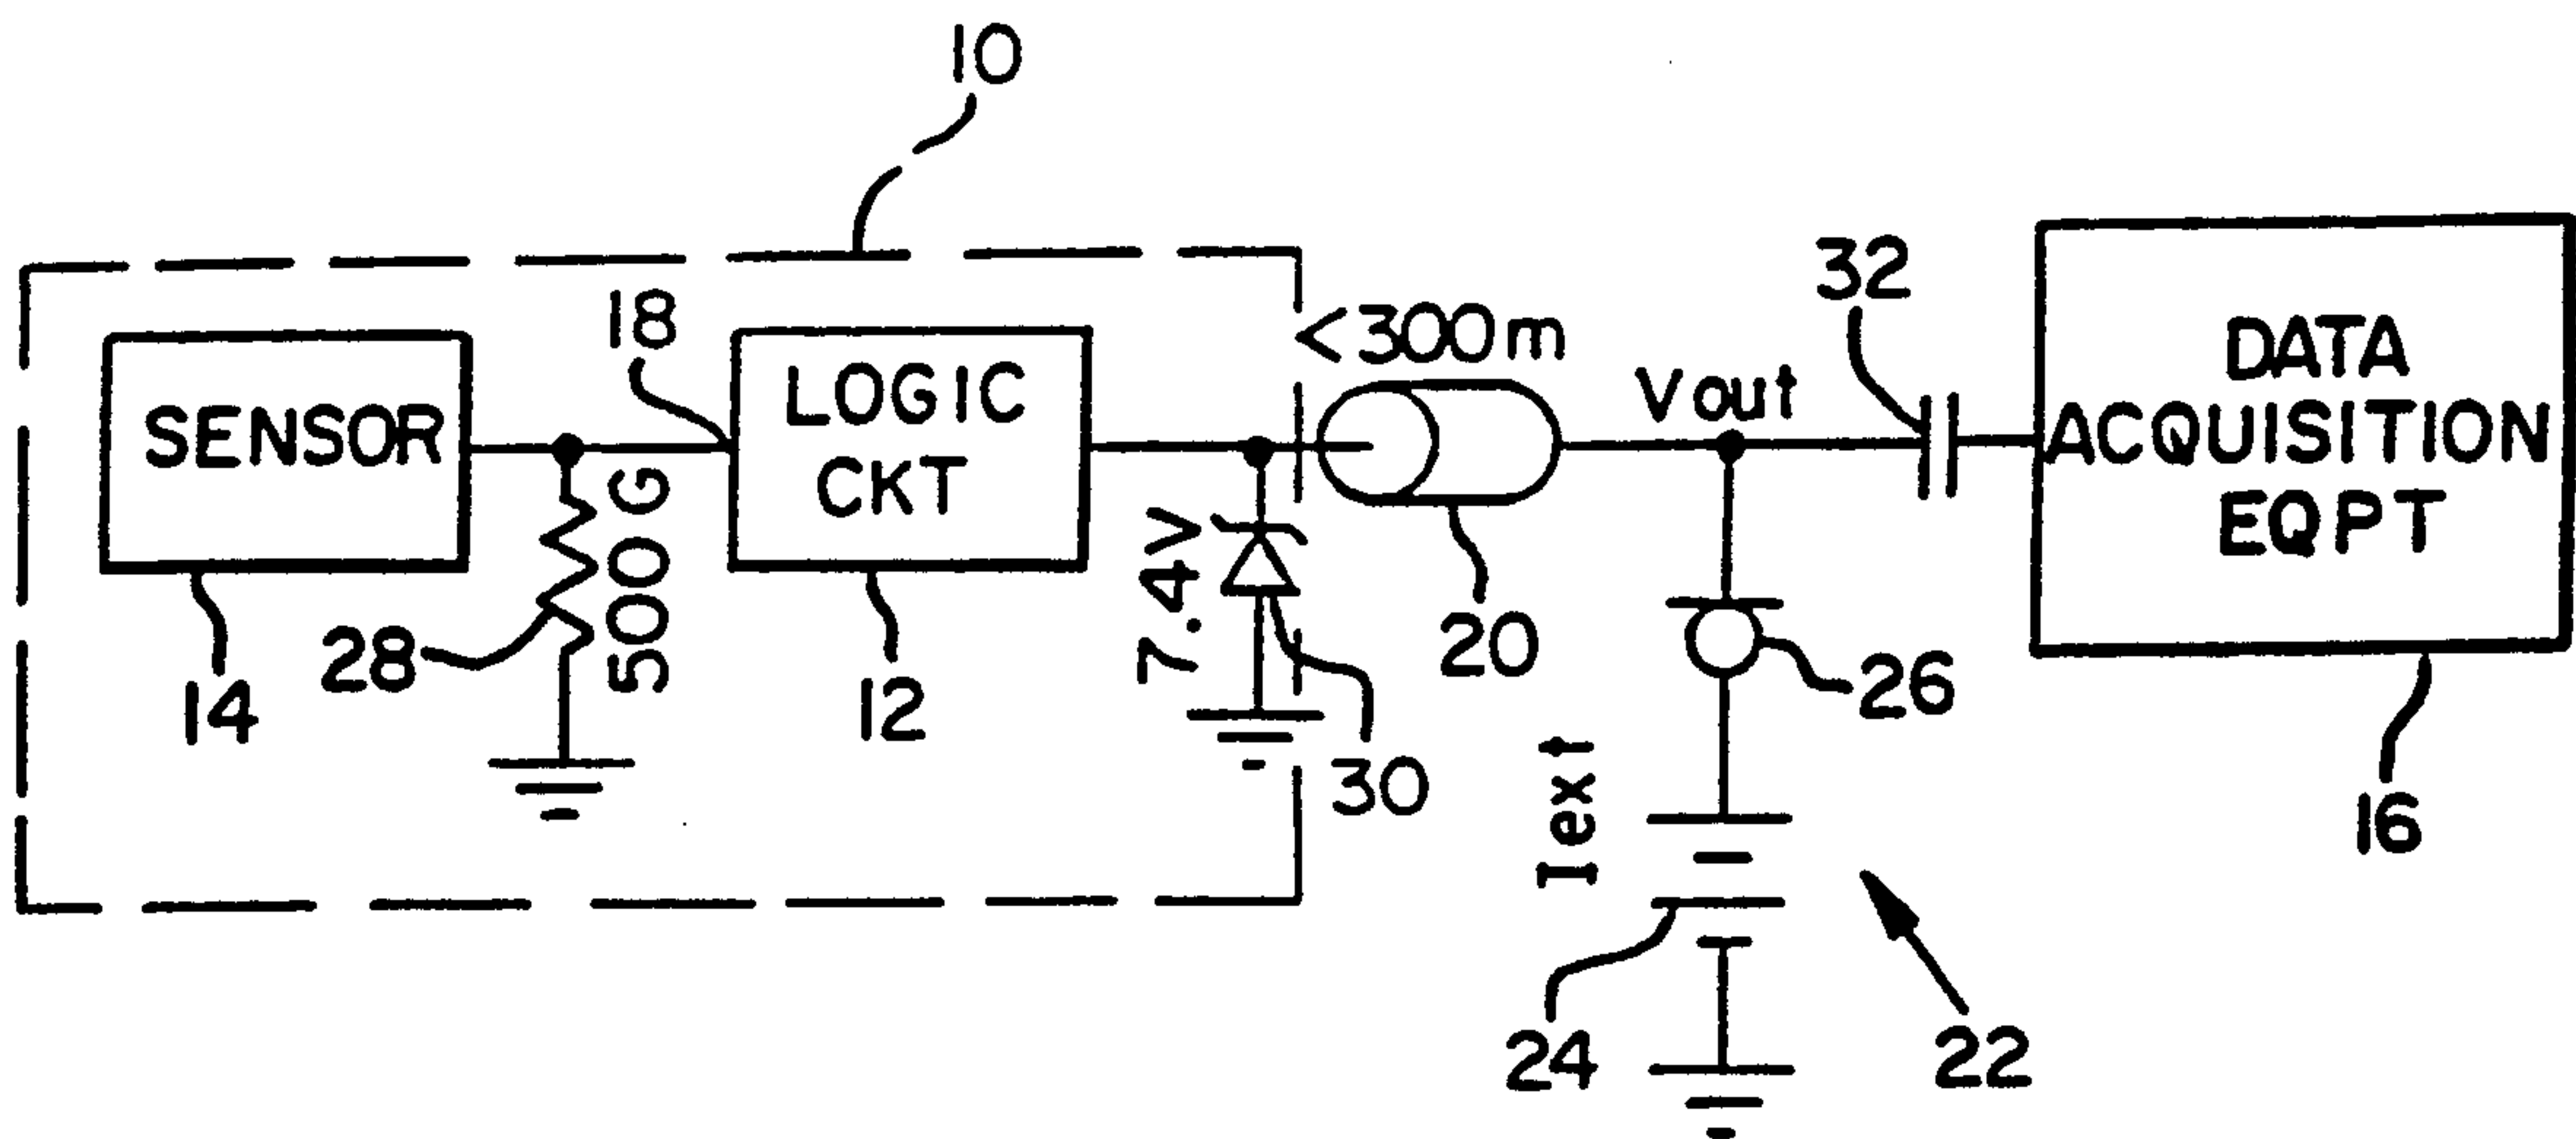 10
18
<300m
32
SENSOR
LOGIC
CKT
Vout
DATA
ACQUISITION
EQPT
500 G
7.4V
28
14
12
20
26
30
Iext
16
24
22